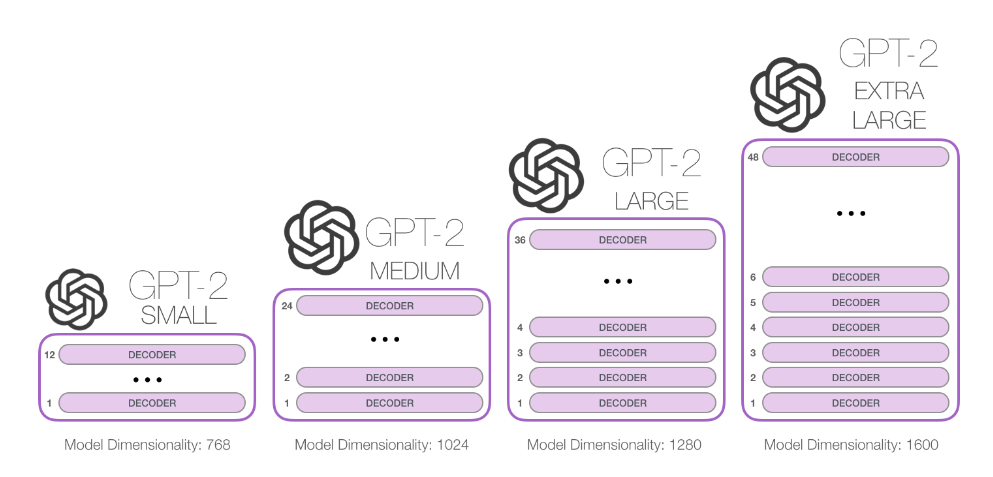 GPT-2
SMALL
12 DECODER
...
1 DECODER
Model Dimensionality: 768
GPT-2
MEDIUM
24 DECODER
...
2 DECODER
1 DECODER
Model Dimensionality: 1024
GPT-2
LARGE
36 DECODER
...
4 DECODER
3 DECODER
2 DECODER
1 DECODER
Model Dimensionality: 1280
GPT-2
EXTRA
LARGE
48 DECODER
...
6 DECODER
5 DECODER
4 DECODER
3 DECODER
2 DECODER
1 DECODER
Model Dimensionality: 1600